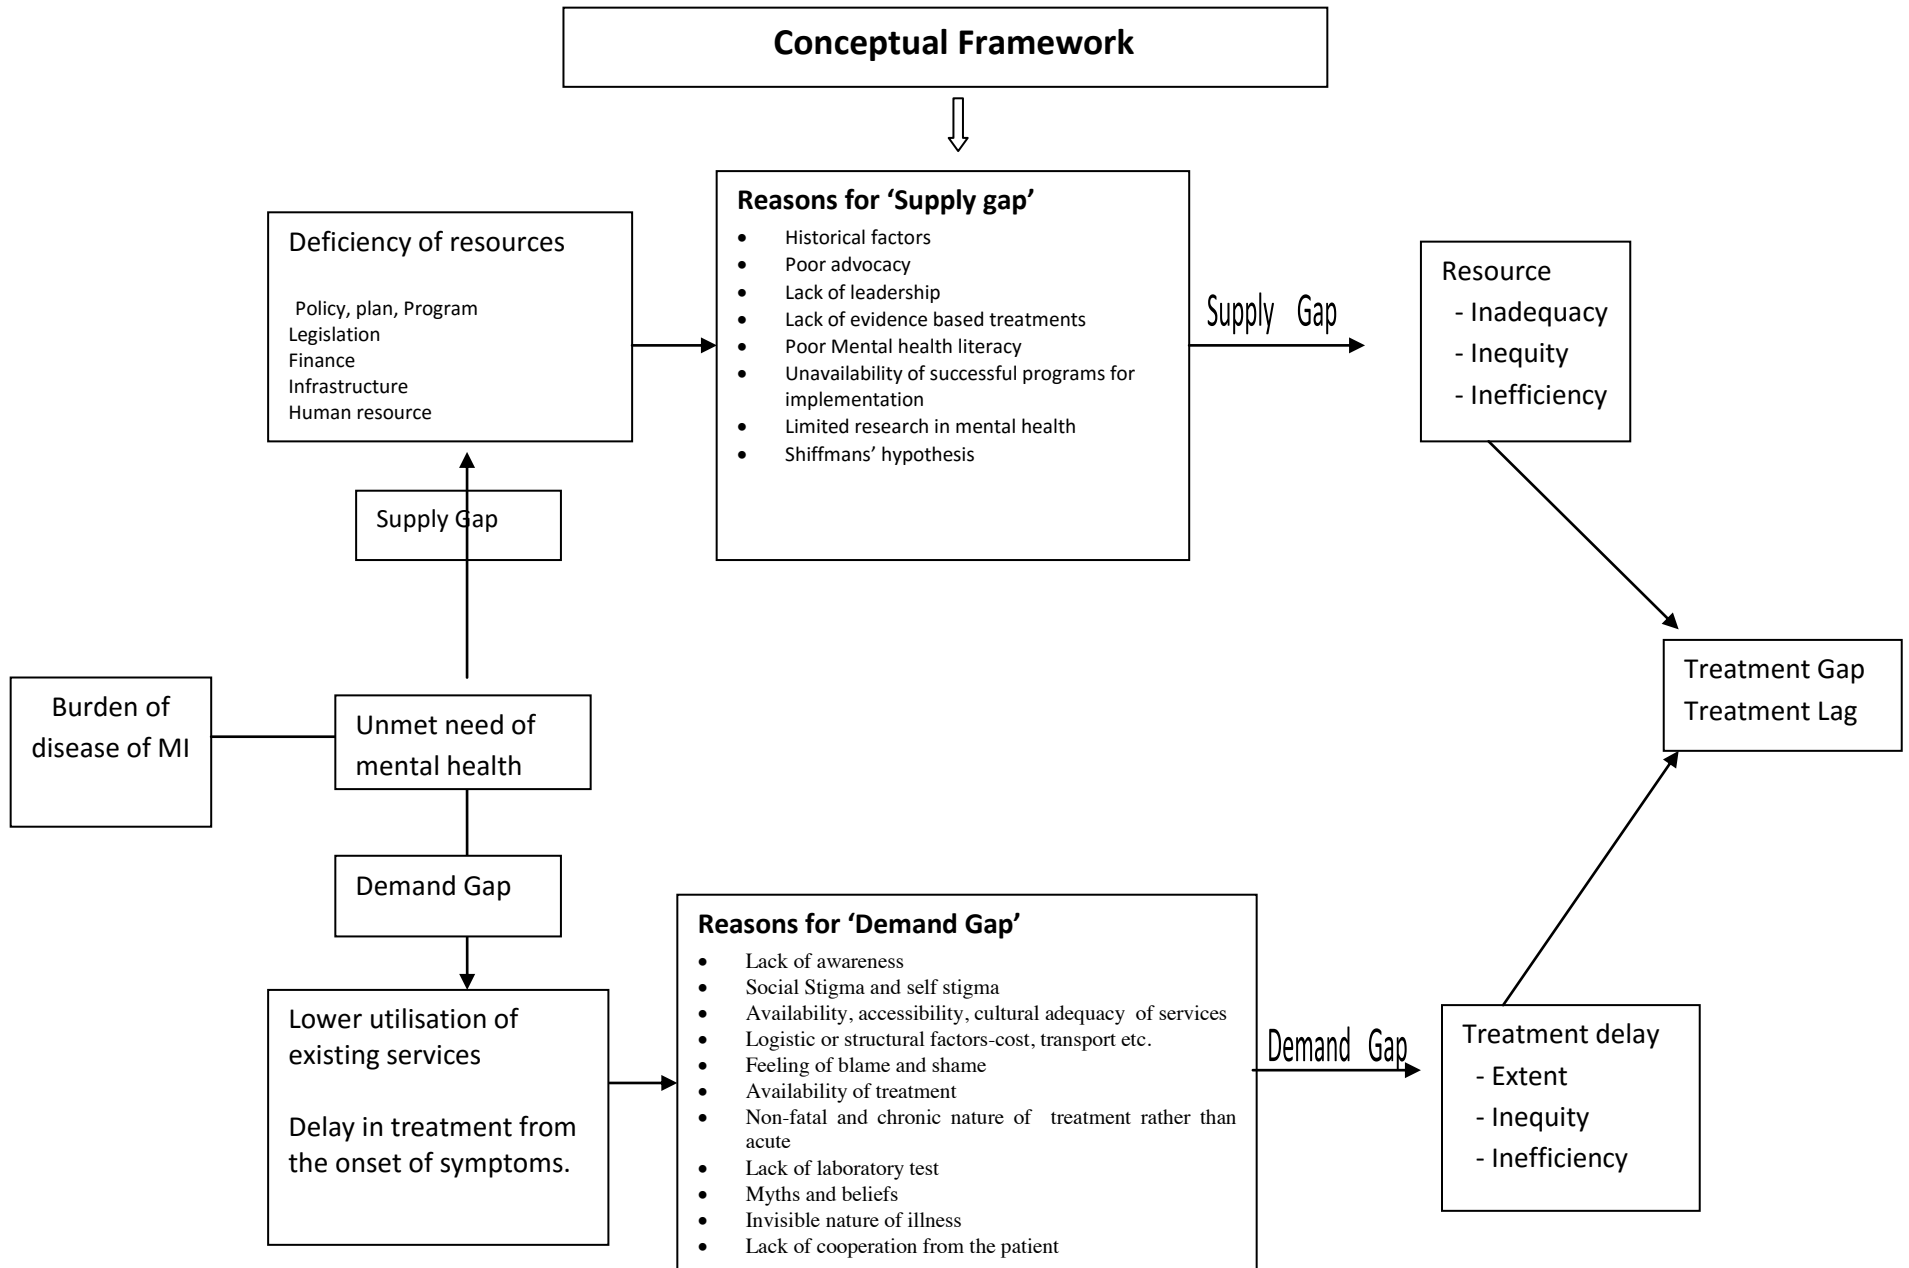 Conceptual Framework
Reasons for ‘Supply gap’
• Historical factors
• Poor advocacy
• Lack of leadership
• Lack of evidence based treatments
• Poor Mental health literacy
• Unavailability of successful programs for
implementation
• Limited research in mental health
• Shiffmans’ hypothesis
Deficiency of resources
Policy, plan, Program
Legislation
Finance
Infrastructure
Human resource
Supply Gap
Resource
- Inadequacy
- Inequity
- Inefficiency
Supply Gap
Treatment Gap
Treatment Lag
Burden of
disease of MI
Unmet need of
mental health
Demand Gap
Lower utilisation of
existing services
Delay in treatment from
the onset of symptoms.
Reasons for ‘Demand Gap’
• Lack of awareness
• Social Stigma and self stigma
• Availability, accessibility, cultural adequacy of services
• Logistic or structural factors-cost, transport etc.
• Feeling of blame and shame
• Availability of treatment
• Non-fatal and chronic nature of treatment rather than
acute
• Lack of laboratory test
• Myths and beliefs
• Invisible nature of illness
• Lack of cooperation from the patient
Demand Gap
Treatment delay
- Extent
- Inequity
- Inefficiency